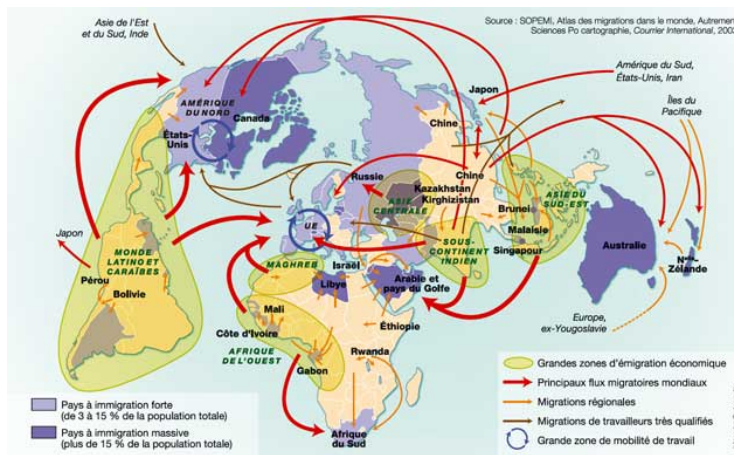 Asie de l'Est
et du Sud, Inde
Source : SOPEMI, Atlas des migrations dans le monde, Autrement
Sciences Po cartographie, Courrier International, 200
Amérique du Sud,
États-Unis, Iran
Japon
Îles du
Pacifique
AMÉRIQUE
DU NORD
Canada
États-
Unis
Chine
Russie
Chine
Kazakhstan
Kirghizistan
ASIE
CENTRALE
ASIE DU
SUD-EST
Brunei
Malaisie
Singapour
UE
SOUS-
CONTINENT
INDIEN
Australie
Nlle-
Zélande
Japon
MONDE
LATINO ET
CARAÏBES
Pérou
Bolivie
MAGHREB
Israël
Libye
Arabie et
pays du Golfe
Mali
Côte d'Ivoire
Éthiopie
AFRIQUE
DE L'OUEST
Rwanda
Gabon
Afrique
du Sud
Europe,
ex-Yougoslavie
Pays à immigration forte
(de 3 à 15 % de la population totale)
Pays à immigration massive
(plus de 15 % de la population totale)
Grandes zones d'émigration économique
Principaux flux migratoires mondiaux
Migrations régionales
Migrations de travailleurs très qualifiés
Grande zone de mobilité de travail